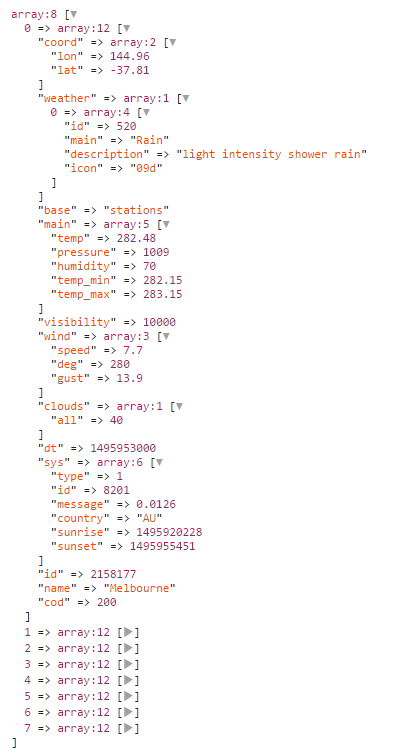 array:8 [▼
  0 => array:12 [▼
    "coord" => array:2 [▼
      "lon" => 144.96
      "lat" => -37.81
    ]
    "weather" => array:1 [▼
      0 => array:4 [▼
        "id" => 520
        "main" => "Rain"
        "description" => "light intensity shower rain"
        "icon" => "09d"
      ]
    ]
    "base" => "stations"
    "main" => array:5 [▼
      "temp" => 282.48
      "pressure" => 1009
      "humidity" => 70
      "temp_min" => 282.15
      "temp_max" => 283.15
    ]
    "visibility" => 10000
    "wind" => array:3 [▼
      "speed" => 7.7
      "deg" => 280
      "gust" => 13.9
    ]
    "clouds" => array:1 [▼
      "all" => 40
    ]
    "dt" => 1495953000
    "sys" => array:6 [▼
      "type" => 1
      "id" => 8201
      "message" => 0.0126
      "country" => "AU"
      "sunrise" => 1495920228
      "sunset" => 1495955451
    ]
    "id" => 2158177
    "name" => "Melbourne"
    "cod" => 200
  ]
  1 => array:12 [▶]
  2 => array:12 [▶]
  3 => array:12 [▶]
  4 => array:12 [▶]
  5 => array:12 [▶]
  6 => array:12 [▶]
  7 => array:12 [▶]
]